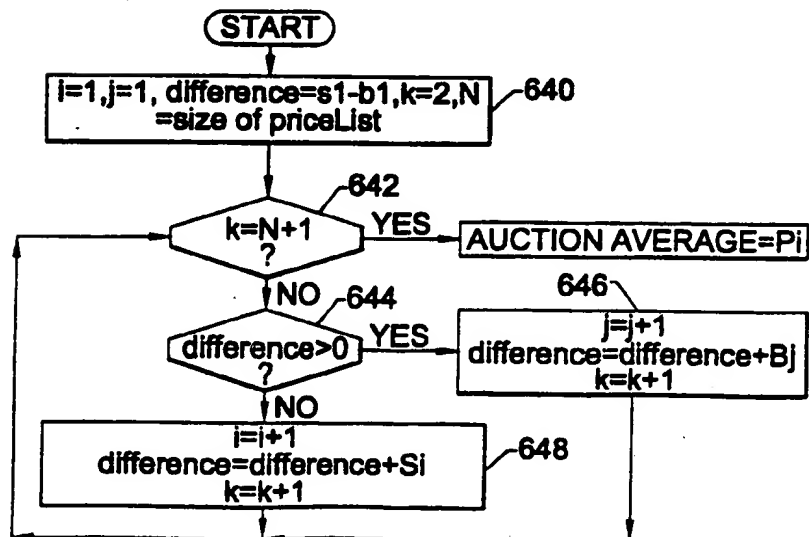 START
i=1,j=1, difference=s1-b1,k=2,N
=size of priceList
640
642
k=N+1
?
YES
AUCTION AVERAGE=Pi
NO
644
646
difference>0
?
YES
j=j+1
difference=difference+Bj
k=k+1
NO
i=i+1
difference=difference+Si
k=k+1
648